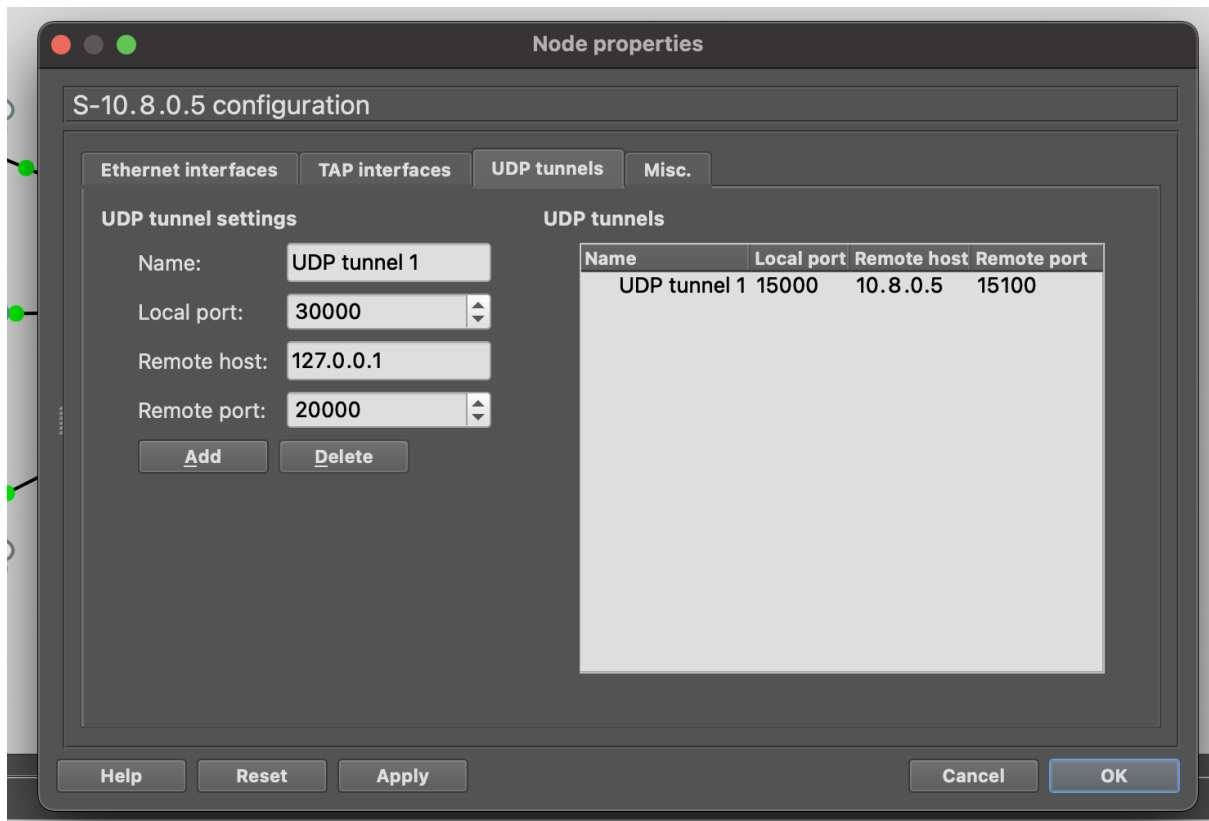 Node properties
S-10.8.0.5 configuration
Ethernet interfaces TAP interfaces UDP tunnels Misc.
UDP tunnel settings
Name: UDP tunnel 1
Local port: 30000
Remote host: 127.0.0.1
Remote port: 20000
Add Delete
UDP tunnels
Name Local port Remote host Remote port
UDP tunnel 1 15000 10.8.0.5 15100
Help Reset Apply Cancel OK